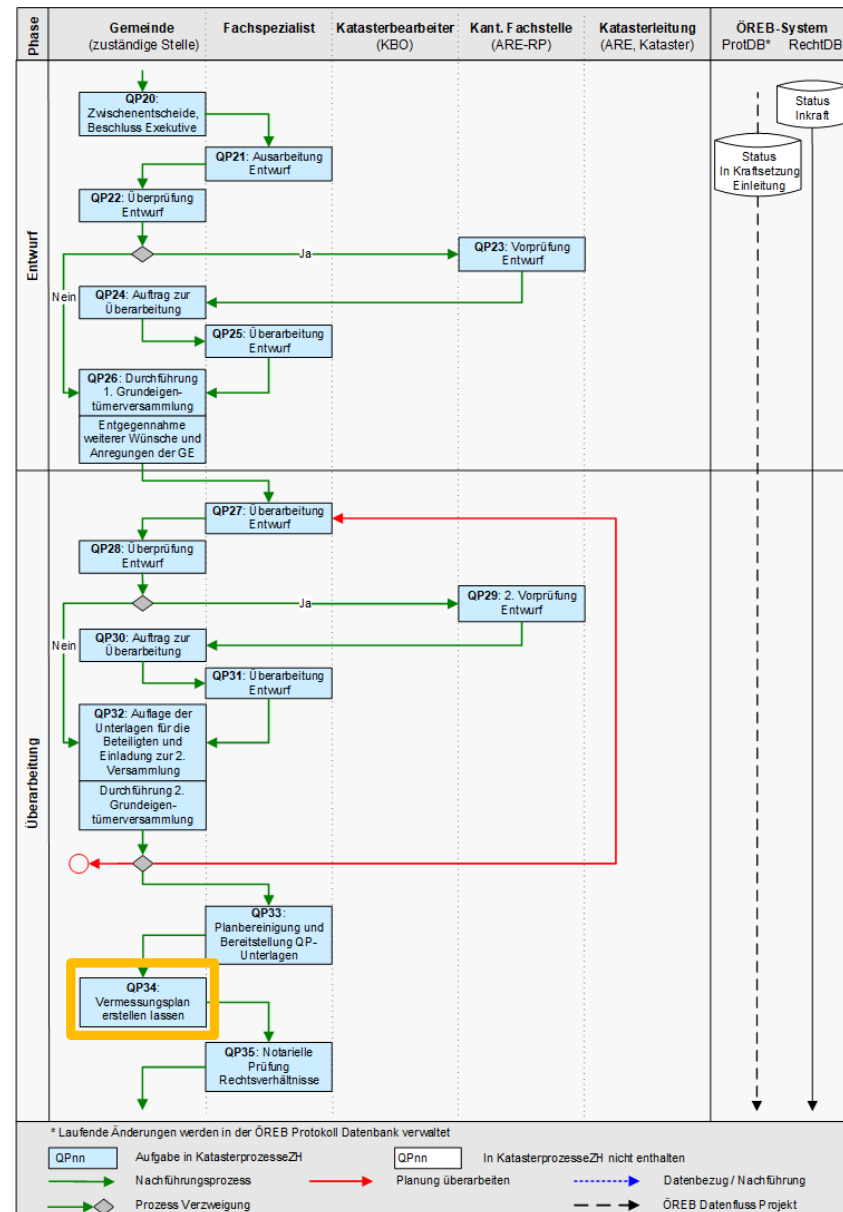 Phase
Gemeinde
(zuständige Stelle)
Fachspezialist
Katasterbearbeiter
(KBO)
Kant. Fachstelle
(ARE-RP)
Katasterleitung
(ARE, Kataster)
ÖREB-System
ProtDB* RechtDB
Entwurf
QP20:
Zwischenentscheide,
Beschluss Exekutive
Status
Inkraft
QP21: Ausarbeitung
Entwurf
Status
In Kraftsetzung
Einleitung
QP22: Überprüfung
Entwurf
Ja
QP23: Vorprüfung
Entwurf
Nein
QP24: Auftrag zur
Überarbeitung
QP25: Überarbeitung
Entwurf
QP26: Durchführung
1. Grundeigen-
tümerversammlung
Entgegennahme
weiterer Wünsche und
Anregungen der GE
Überarbeitung
QP27: Überarbeitung
Entwurf
QP28: Überprüfung
Entwurf
Ja
QP29: 2. Vorprüfung
Entwurf
Nein
QP30: Auftrag zur
Überarbeitung
QP31: Überarbeitung
Entwurf
QP32: Auflage der
Unterlagen für die
Beteiligten und
Einladung zur 2.
Versammlung
Durchführung 2.
Grundeigen-
tümerversammlung
QP33:
Planbereinigung und
Bereitstellung QP-
Unterlagen
QP34:
Vermessungsplan
erstellen lassen
QP35: Notarielle
Prüfung
Rechtsverhältnisse
* Laufende Änderungen werden in der ÖREB Protokoll Datenbank verwaltet
QPnn Aufgabe in KatasterprozesseZH
QPnn In KatasterprozesseZH nicht enthalten
Nachführungsprozess
Planung überarbeiten
Datenbezug / Nachführung
Prozess Verzweigung
ÖREB Datenfluss Projekt